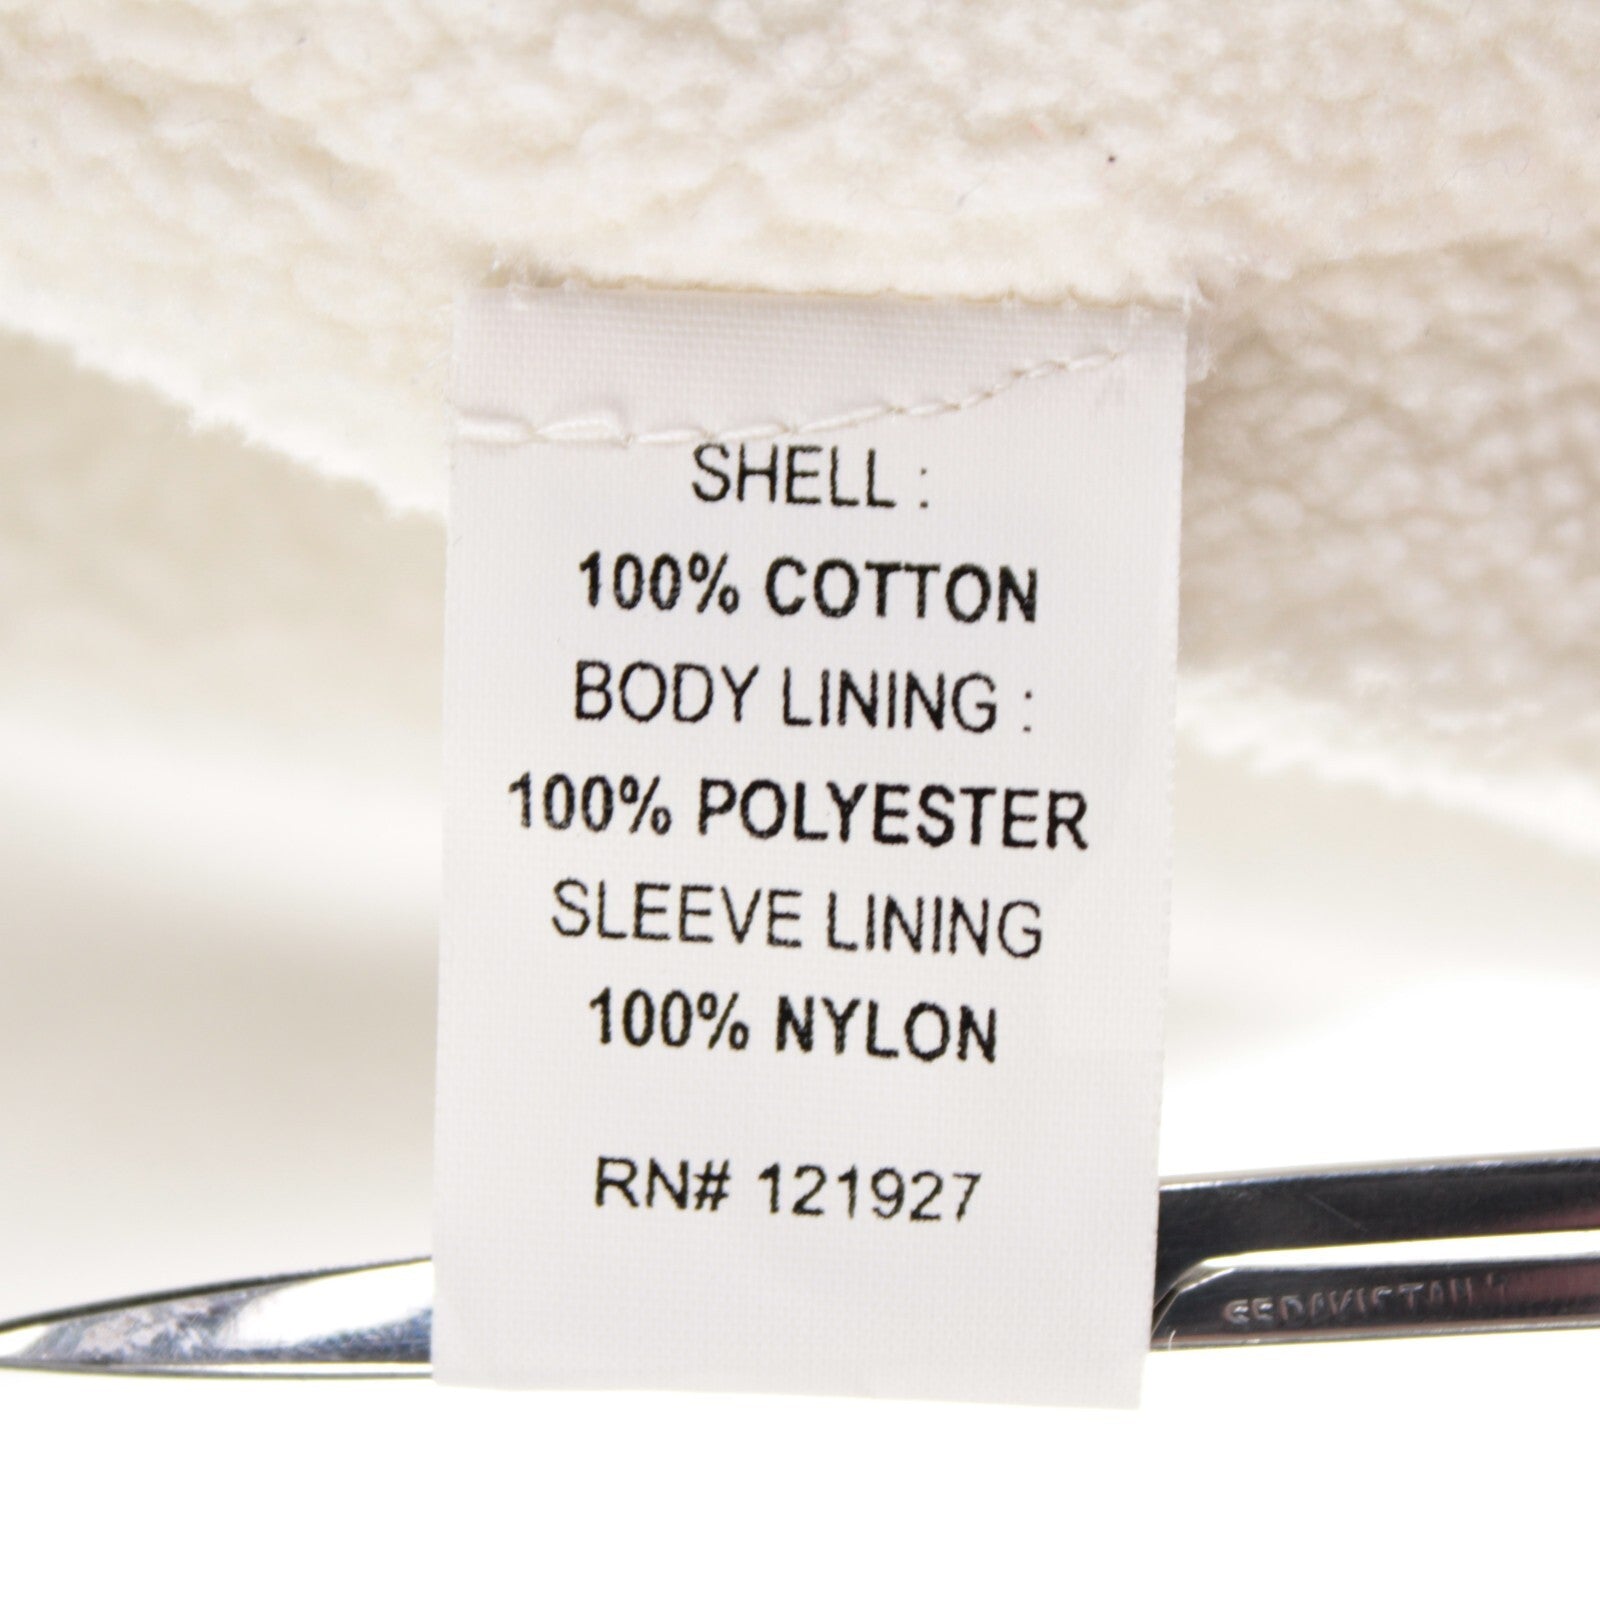 SHELL :
100% COTTON
BODY LINING :
100% POLYESTER
SLEEVE LINING
100% NYLON
RN# 121927